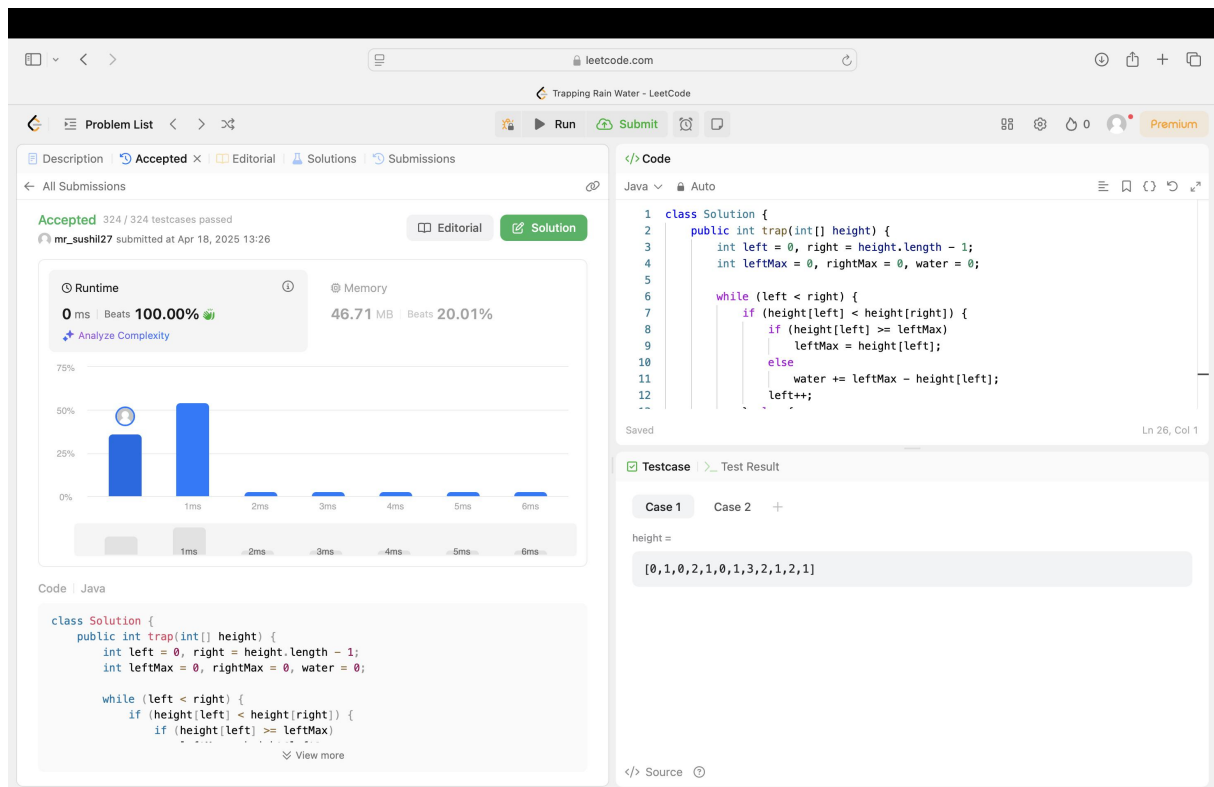 leetcode.com
Trapping Rain Water - LeetCode
Problem List Run Submit 0 Premium
Description Accepted Editorial Solutions Submissions
All Submissions
Accepted 324 / 324 testcases passed
mr_sushil27 submitted at Apr 18, 2025 13:26
Editorial Solution
Runtime
0 ms Beats 100.00%
Analyze Complexity
Memory
46.71 MB Beats 20.01%
75%
50%
25%
0%
1ms 2ms 3ms 4ms 5ms 6ms
1ms 2ms 3ms 4ms 5ms 6ms
Code Java
class Solution {
public int trap(int[] height) {
int left = 0, right = height.length - 1;
int leftMax = 0, rightMax = 0, water = 0;
while (left < right) {
if (height[left] < height[right]) {
if (height[left] >= leftMax)
View more
</> Code
Java Auto
1 class Solution {
2 public int trap(int[] height) {
3 int left = 0, right = height.length - 1;
4 int leftMax = 0, rightMax = 0, water = 0;
5
6 while (left < right) {
7 if (height[left] < height[right]) {
8 if (height[left] >= leftMax)
9 leftMax = height[left];
10 else
11 water += leftMax - height[left];
12 left++;
Saved Ln 26, Col 1
Testcase >_ Test Result
Case 1 Case 2 +
height =
[0,1,0,2,1,0,1,3,2,1,2,1]
</> Source